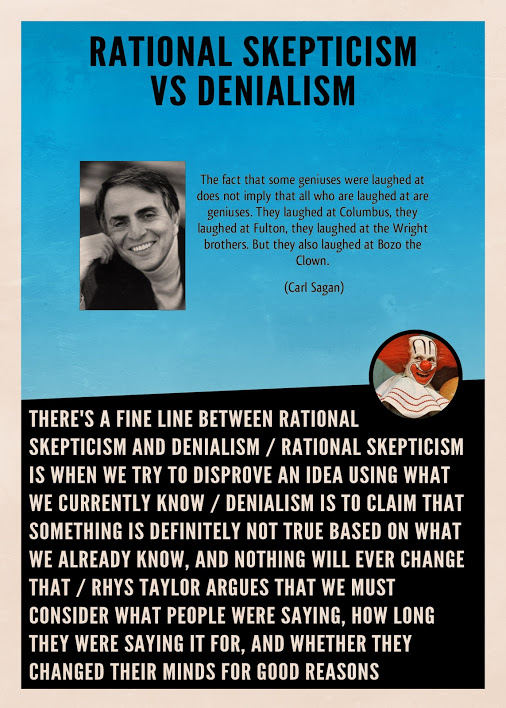 RATIONAL SKEPTICISM
VS DENIALISM
The fact that some geniuses were laughed at
does not imply that all who are laughed at are
geniuses. They laughed at Columbus, they
laughed at Fulton, they laughed at the Wright
brothers. But they also laughed at Bozo the
Clown.
(Carl Sagan)
THERE'S A FINE LINE BETWEEN RATIONAL
SKEPTICISM AND DENIALISM / RATIONAL SKEPTICISM
IS WHEN WE TRY TO DISPROVE AN IDEA USING WHAT
WE CURRENTLY KNOW / DENIALISM IS TO CLAIM THAT
SOMETHING IS DEFINITELY NOT TRUE BASED ON WHAT
WE ALREADY KNOW, AND NOTHING WILL EVER CHANGE
THAT / RHYS TAYLOR ARGUES THAT WE MUST
CONSIDER WHAT PEOPLE WERE SAYING, HOW LONG
THEY WERE SAYING IT FOR, AND WHETHER THEY
CHANGED THEIR MINDS FOR GOOD REASONS